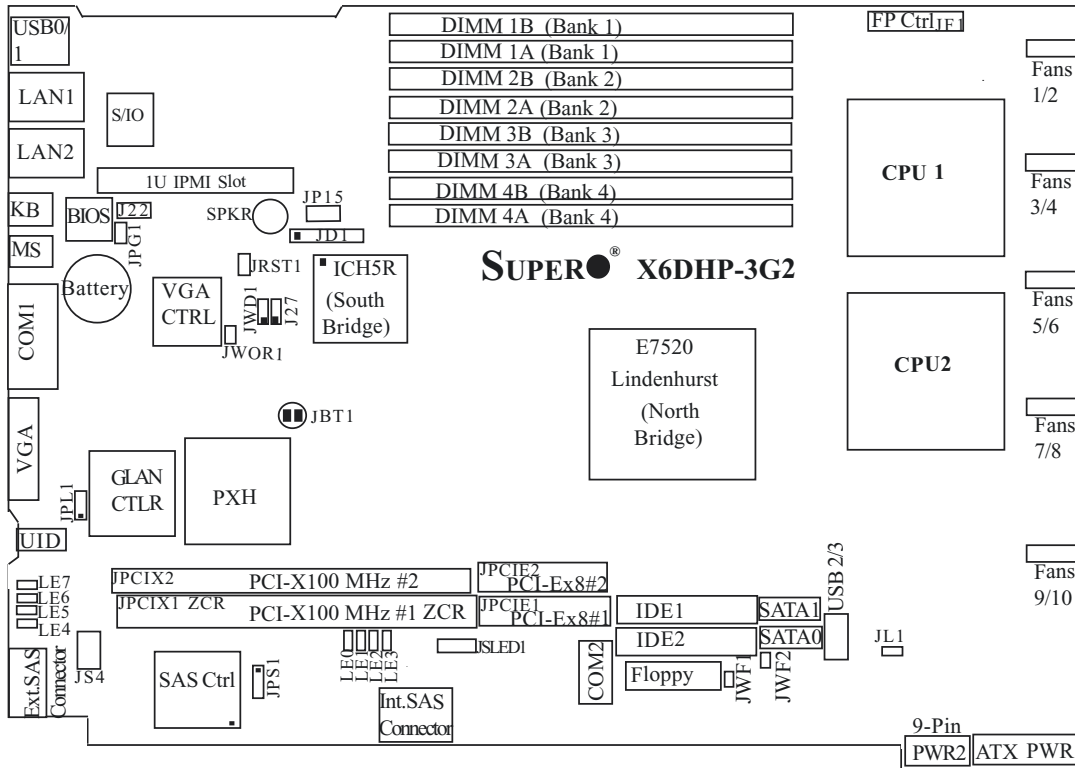 USB0/
1
LAN1
LAN2
S/IO
DIMM 1B (Bank 1)
DIMM 1A (Bank 1)
DIMM 2B (Bank 2)
DIMM 2A (Bank 2)
DIMM 3B (Bank 3)
DIMM 3A (Bank 3)
DIMM 4B (Bank 4)
DIMM 4A (Bank 4)
FP Ctrl
JF1
Fans
1/2
CPU 1
Fans
3/4
1U IPMI Slot
KB
BIOS
J22
JPG1
SPKR
JP15
JD1
MS
Battery
VGA
CTRL
JRST1
JWD1
J27
JWOR1
ICH5R
(South
Bridge)
SUPER® X6DHP-3G2
Fans
5/6
COM1
E7520
Lindenhurst
(North
Bridge)
CPU2
JBT1
Fans
7/8
VGA
GLAN
CTLR
PXH
JPL1
UID
Fans
9/10
LE7
LE6
LE5
LE4
JPCIX2
PCI-X100 MHz #2
JPCIE2
PCI-Ex8#2
JPCIX1 ZCR
PCI-X100 MHz #1 ZCR
JPCIE1
PCI-Ex8#1
IDE1
IDE2
SATA1
SATA0
USB 2/3
JL1
JS4
Ext.SAS
Connector
SAS Ctrl
JPS1
LE0
LE1
LE2
LE3
JSLED1
Int.SAS
Connector
COM2
Floppy
JWF1
JWF2
9-Pin
PWR2
ATX PWR